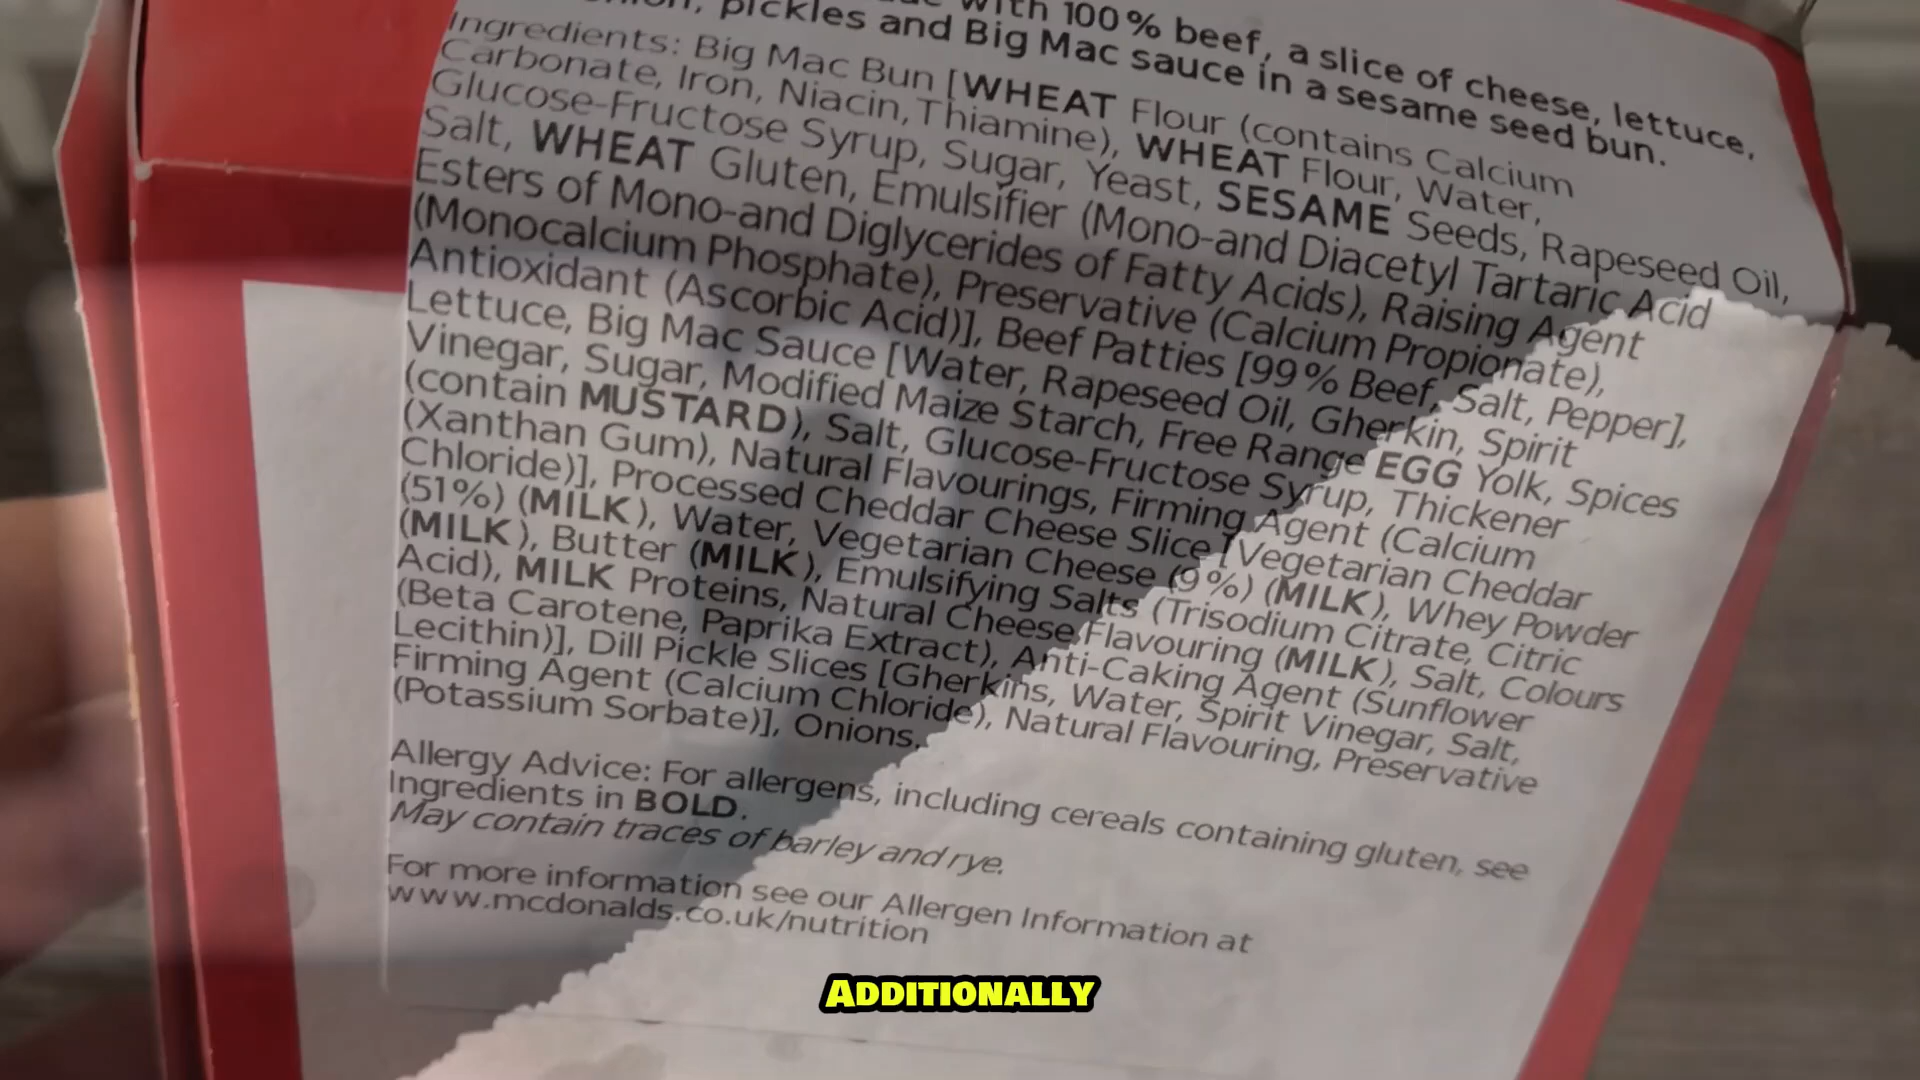 with 100% beef, a slice of cheese, lettuce,
pickles and Big Mac sauce in a sesame seed bun.
Ingredients: Big Mac Bun [WHEAT Flour (contains Calcium
Carbonate, Iron, Niacin, Thiamine), WHEAT Flour, Water,
Glucose-Fructose Syrup, Sugar, Yeast, SESAME Seeds, Rapeseed Oil,
Salt, WHEAT Gluten, Emulsifier (Mono-and Diacetyl Tartaric Acid
Esters of Mono-and Diglycerides of Fatty Acids), Raising Agent
(Monocalcium Phosphate), Preservative (Calcium Propionate),
Antioxidant (Ascorbic Acid)], Beef Patties [99% Beef, Salt, Pepper],
Lettuce, Big Mac Sauce [Water, Rapeseed Oil, Gherkin, Spirit
Vinegar, Sugar, Modified Maize Starch, Free Range EGG Yolk, Spices
(contain MUSTARD), Salt, Glucose-Fructose Syrup, Thickener
(Xanthan Gum), Natural Flavourings, Firming Agent (Calcium
Chloride)], Processed Cheddar Cheese Slice [Vegetarian Cheddar
(51%) (MILK), Water, Vegetarian Cheese (9%) (MILK), Whey Powder
(MILK), Butter (MILK), Emulsifying Salts (Trisodium Citrate, Citric
Acid), MILK Proteins, Natural Cheese Flavouring (MILK), Salt, Colours
(Beta Carotene, Paprika Extract), Anti-Caking Agent (Sunflower
Lecithin)], Dill Pickle Slices [Gherkins, Water, Spirit Vinegar, Salt,
Firming Agent (Calcium Chloride), Natural Flavouring, Preservative
(Potassium Sorbate)], Onions.
Allergy Advice: For allergens, including cereals containing gluten, see
Ingredients in BOLD.
May contain traces of barley and rye.
For more information see our Allergen Information at
www.mcdonalds.co.uk/nutrition
ADDITIONALLY